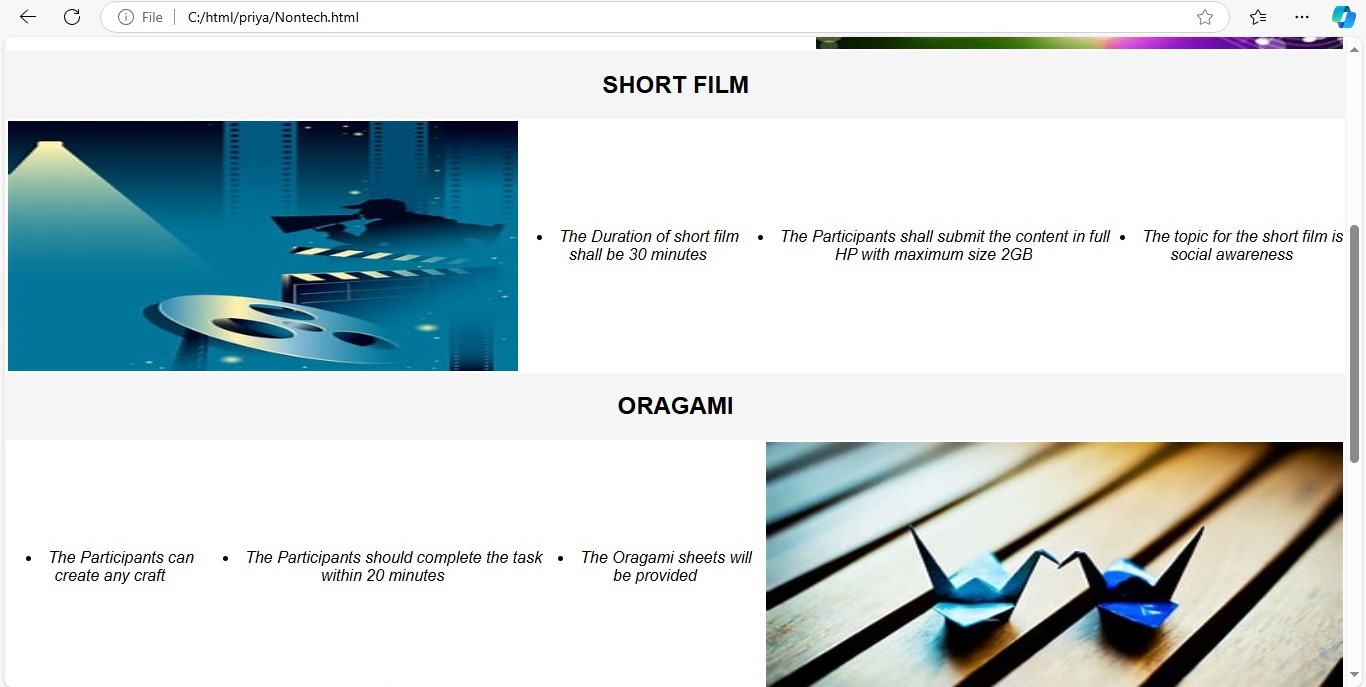 File
C:/html/priya/Nontech.html
SHORT FILM
• The Duration of short film
shall be 30 minutes
• The Participants shall submit the content in full
HP with maximum size 2GB
• The topic for the short film is
social awareness
ORAGAMI
• The Participants can
create any craft
• The Participants should complete the task
within 20 minutes
• The Oragami sheets will
be provided